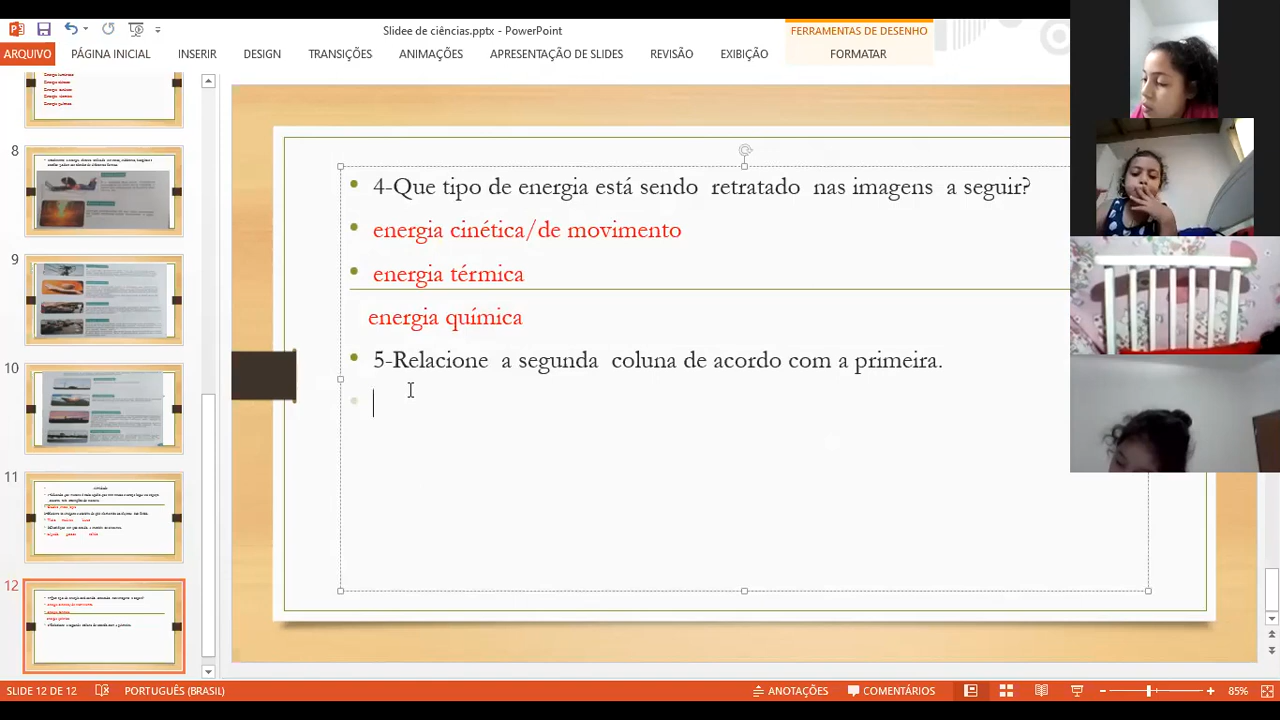 Slidee de ciências.pptx - PowerPoint
FERRAMENTAS DE DESENHO
ARQUIVO PÁGINA INICIAL INSERIR DESIGN TRANSIÇÕES ANIMAÇÕES APRESENTAÇÃO DE SLIDES REVISÃO EXIBIÇÃO FORMATAR
8
9
10
11
12
4-Que tipo de energia está sendo retratado nas imagens a seguir?
energia cinética/de movimento
energia térmica
energia química
5-Relacione a segunda coluna de acordo com a primeira.
SLIDE 12 DE 12 PORTUGUÊS (BRASIL) ANOTAÇÕES COMENTÁRIOS 85%